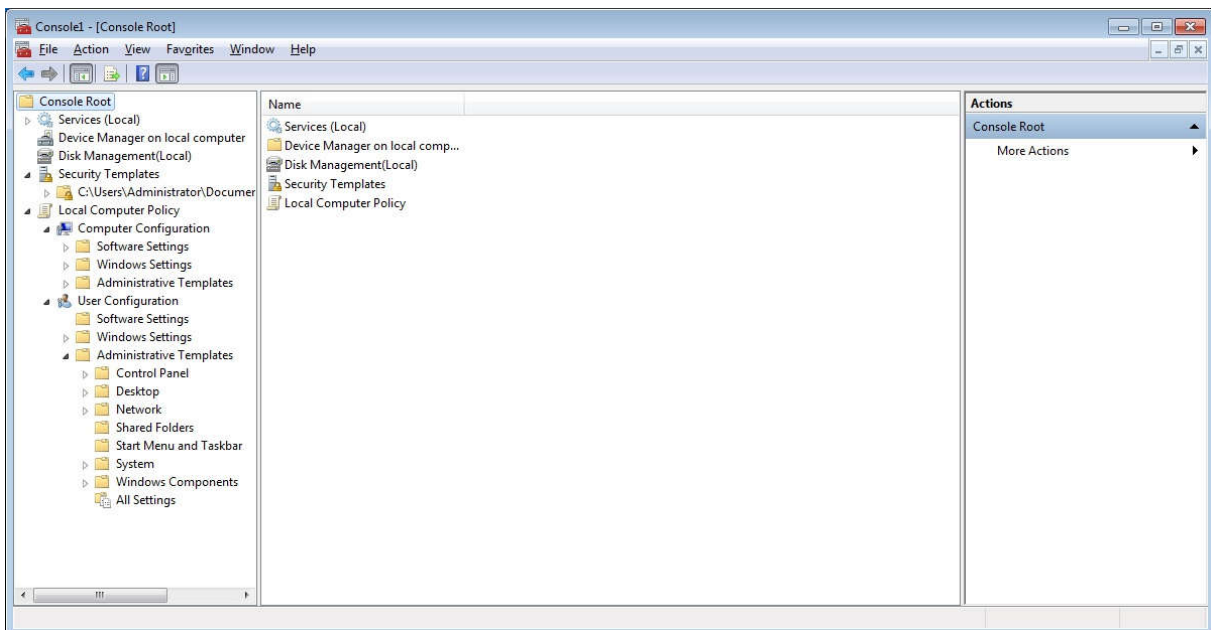 Console1 - [Console Root]
File Action View Favorites Window Help
Console Root
Services (Local)
Device Manager on local computer
Disk Management(Local)
Security Templates
C:\Users\Administrator\Documer
Local Computer Policy
Computer Configuration
Software Settings
Windows Settings
Administrative Templates
User Configuration
Software Settings
Windows Settings
Administrative Templates
Control Panel
Desktop
Network
Shared Folders
Start Menu and Taskbar
System
Windows Components
All Settings
Name
Services (Local)
Device Manager on local comp...
Disk Management(Local)
Security Templates
Local Computer Policy
Actions
Console Root
More Actions